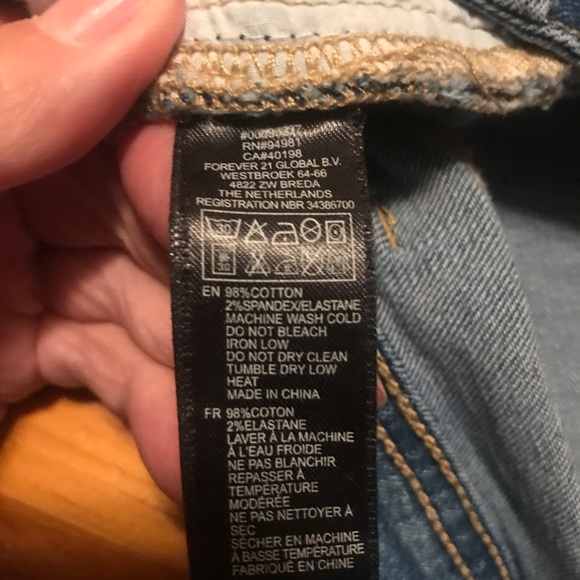 RN#94981
CA#40198
FOREVER 21 GLOBAL B.V.
WESTBROEK 64-66
4822 ZW BREDA
THE NETHERLANDS
REGISTRATION NBR 34386700
30
EN 98%COTTON
2%SPANDEX/ELASTANE
MACHINE WASH COLD
DO NOT BLEACH
IRON LOW
DO NOT DRY CLEAN
TUMBLE DRY LOW
HEAT
MADE IN CHINA
FR 98%COTON
2%ELASTANE
LAVER À LA MACHINE
À L'EAU FROIDE
NE PAS BLANCHIR
REPASSER À
TEMPÉRATURE
MODÉRÉE
NE PAS NETTOYER À
SEC
SÉCHER EN MACHINE
A BASSE TEMPÉRATURE
FABRIQUÉ EN CHINE